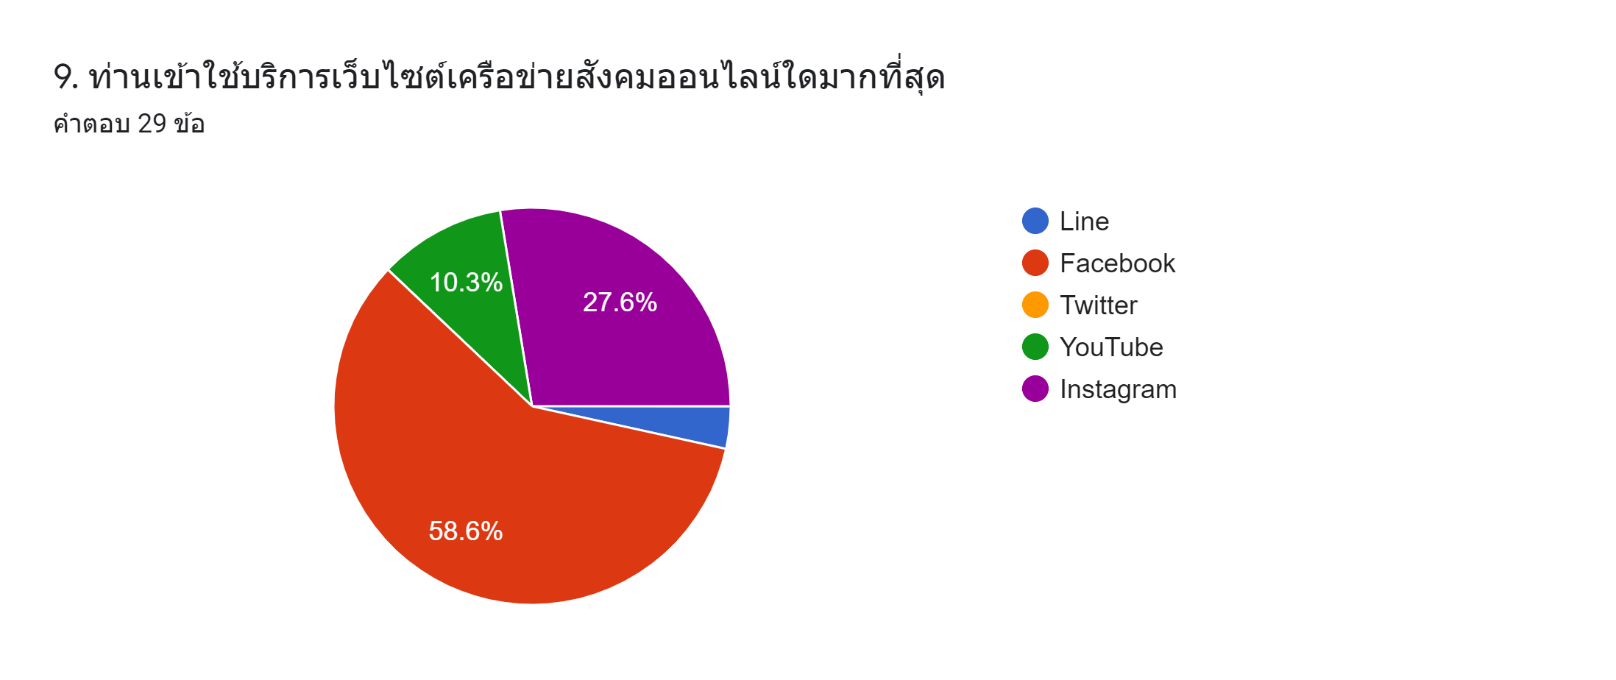 9. ท่านเข้าใช้บริการเว็บไซต์เครือข่ายสังคมออนไลน์ใดมากที่สุด
คำตอบ 29 ข้อ
Line
Facebook
Twitter
YouTube
Instagram
10.3%
27.6%
58.6%